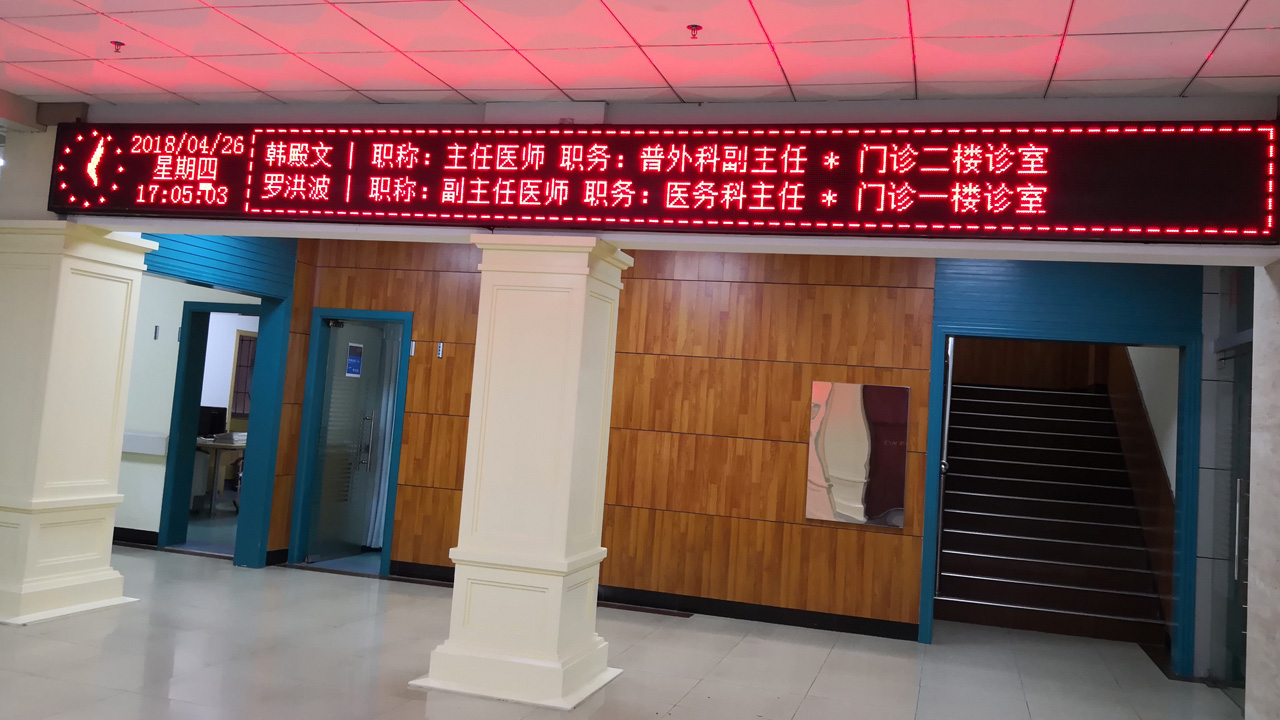 2018/04/26
星期四
17:05:03
韩殿文 | 职称：主任医师 职务：普外科副主任 * 门诊二楼诊室
罗洪波 | 职称：副主任医师 职务：医务科主任 * 门诊一楼诊室